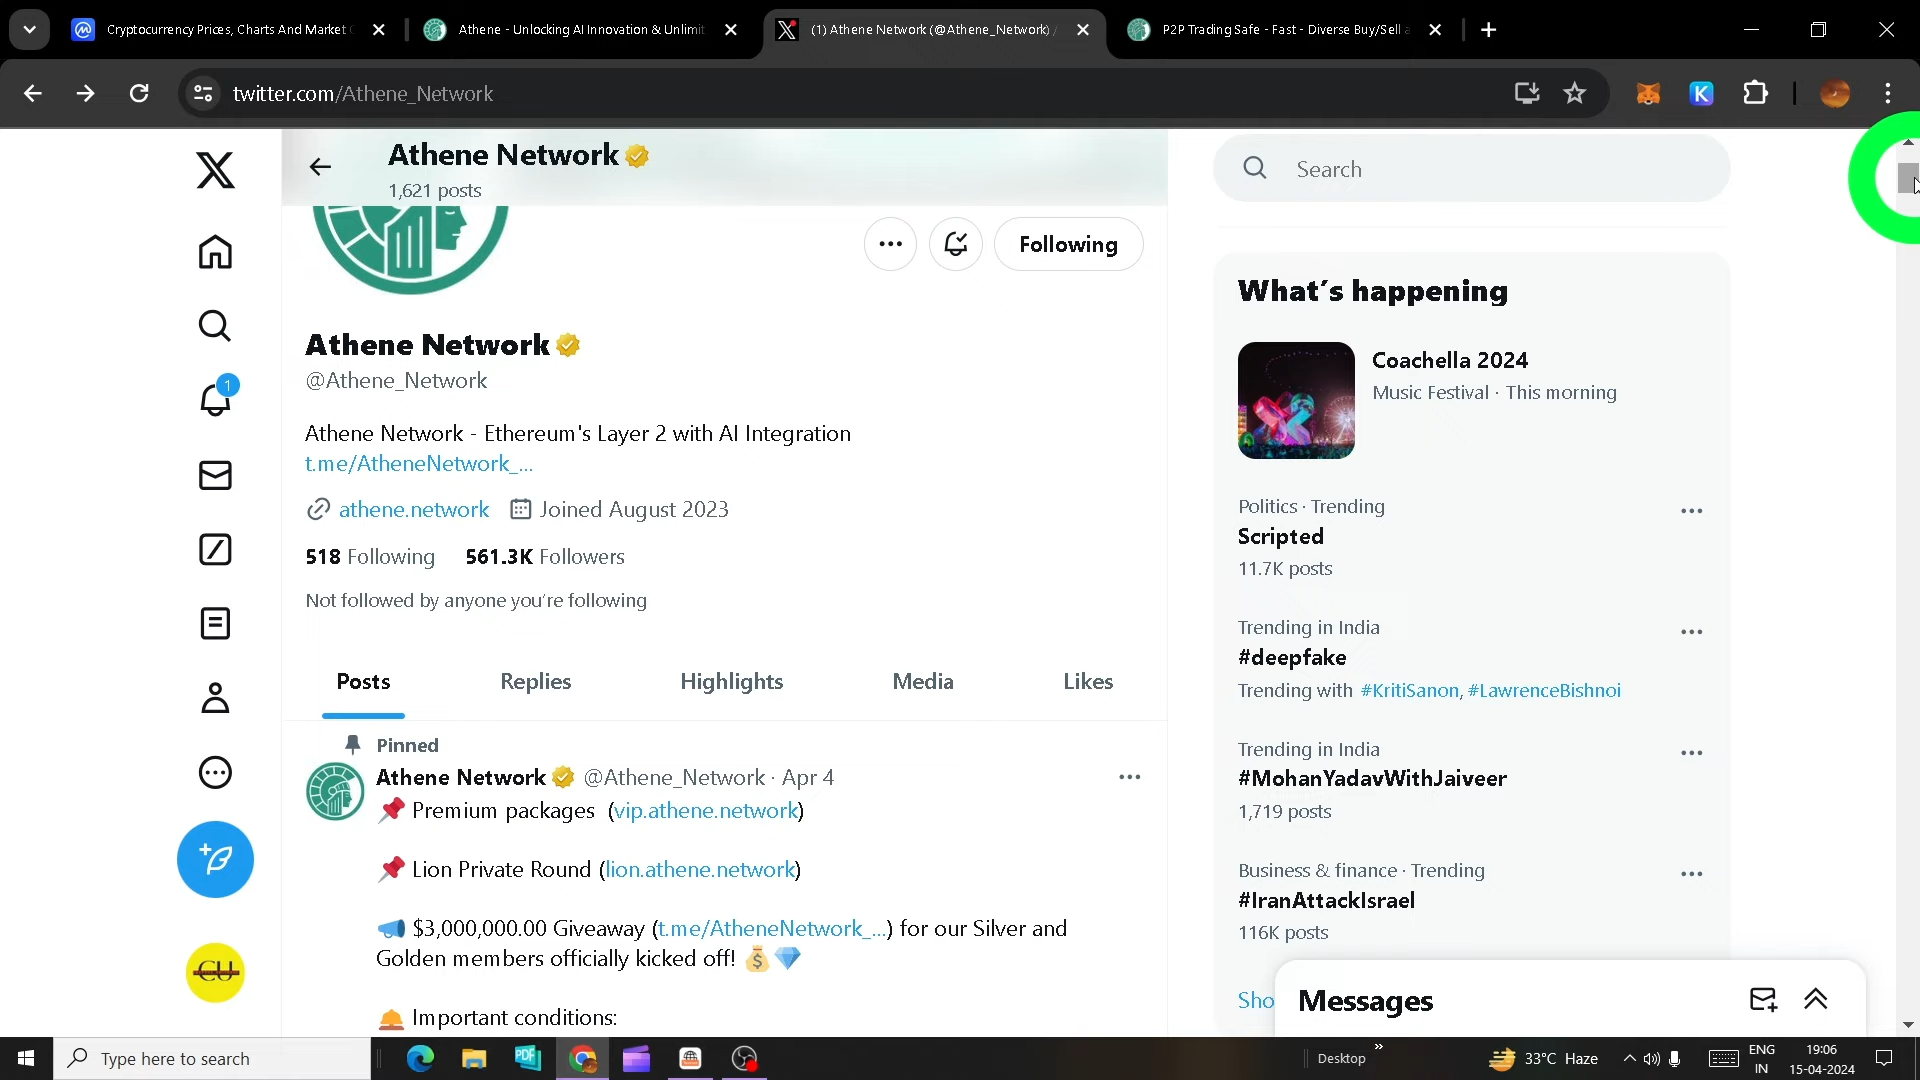 Cryptocurrency Prices, Charts And Market
Athene - Unlocking AI Innovation & Unlimit
(1) Athene Network (@Athene_Network) /
P2P Trading Safe - Fast - Diverse Buy/Sell a
twitter.com/Athene_Network
Athene Network
1,621 posts
Search
Following
Athene Network
@Athene_Network
Athene Network - Ethereum's Layer 2 with AI Integration
t.me/AtheneNetwork_...
athene.network Joined August 2023
518 Following 561.3K Followers
Not followed by anyone you're following
Posts Replies Highlights Media Likes
Pinned
Athene Network @Athene_Network · Apr 4
Premium packages (vip.athene.network)
Lion Private Round (lion.athene.network)
$3,000,000.00 Giveaway (t.me/AtheneNetwork_...) for our Silver and
Golden members officially kicked off!
Important conditions:
1
CU
What's happening
Coachella 2024
Music Festival · This morning
Politics · Trending
Scripted
11.7K posts
Trending in India
#deepfake
Trending with #KritiSanon, #LawrenceBishnoi
Trending in India
#MohanYadavWithJaiveer
1,719 posts
Business & finance · Trending
#IranAttackIsrael
116K posts
Sho
Messages
Type here to search
Desktop
33°C Haze
ENG
IN
19:06
15-04-2024